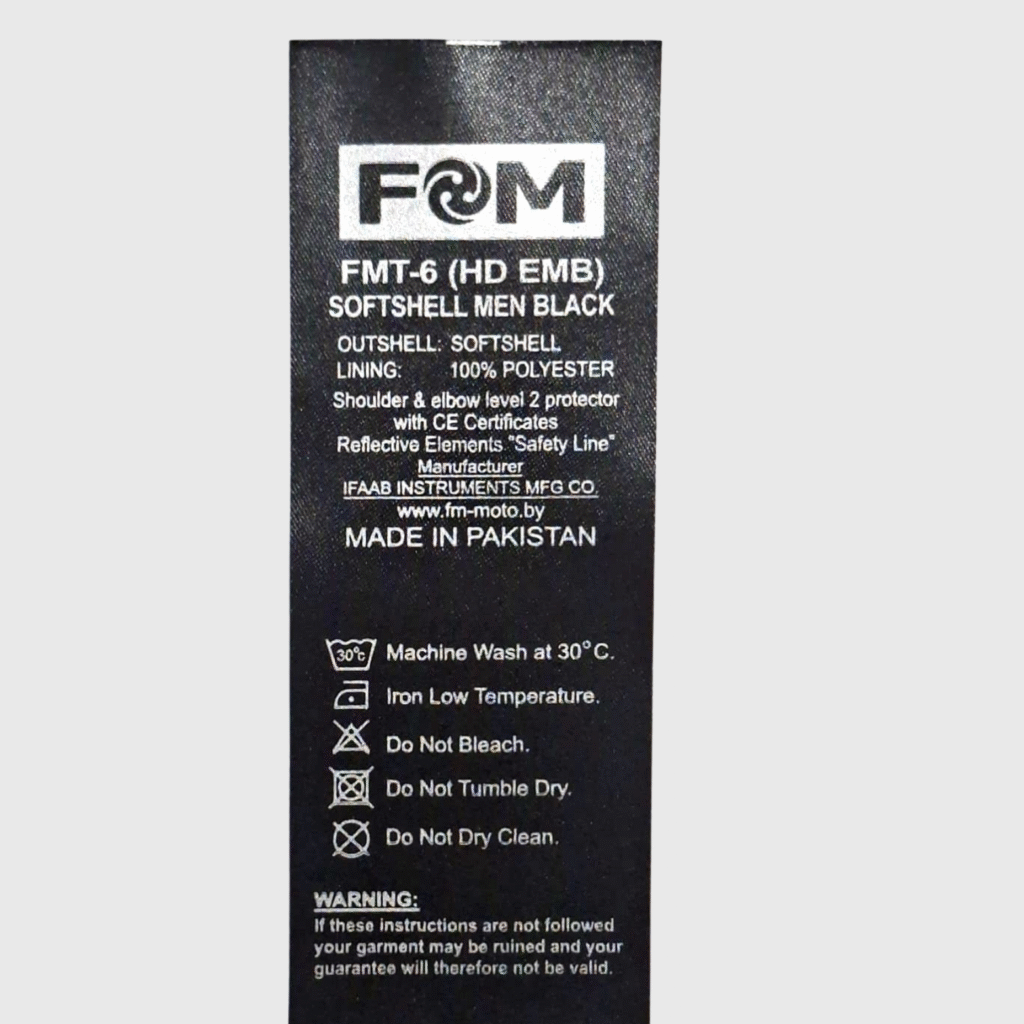 FM
FMT-6 (HD EMB)
SOFTSHELL MEN BLACK
OUTSHELL: SOFTSHELL
LINING: 100% POLYESTER
Shoulder & elbow level 2 protector
with CE Certificates
Reflective Elements "Safety Line"
Manufacturer
IFAAB INSTRUMENTS MFG CO.
www.fm-moto.by
MADE IN PAKISTAN
30°c Machine Wash at 30°C.
Iron Low Temperature.
Do Not Bleach.
Do Not Tumble Dry.
Do Not Dry Clean.
WARNING:
If these instructions are not followed
your garment may be ruined and your
guarantee will therefore not be valid.